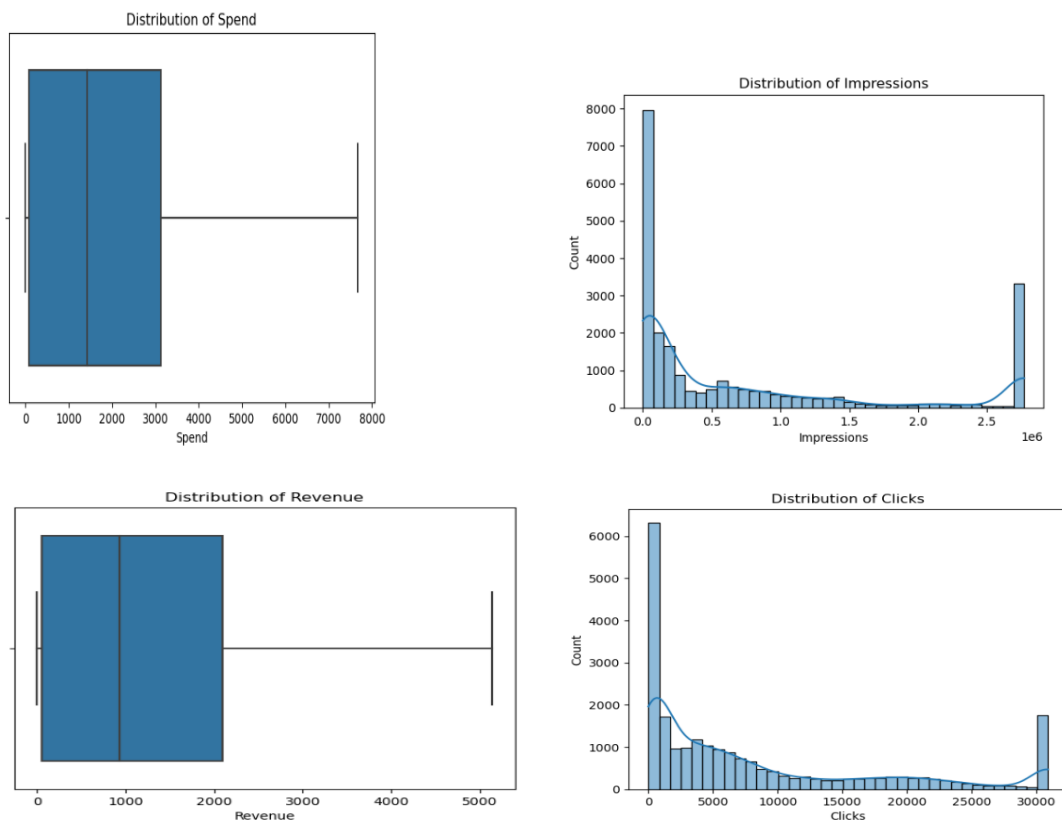 Distribution of Spend
0 1000 2000 3000 4000 5000 6000 7000 8000
Spend
Distribution of Impressions
8000
7000
6000
5000
4000
3000
2000
1000
0
Count
0.0 0.5 1.0 1.5 2.0 2.5
1e6
Impressions
Distribution of Revenue
0 1000 2000 3000 4000 5000
Revenue
Distribution of Clicks
6000
5000
4000
3000
2000
1000
0
Count
0 5000 10000 15000 20000 25000 30000
Clicks